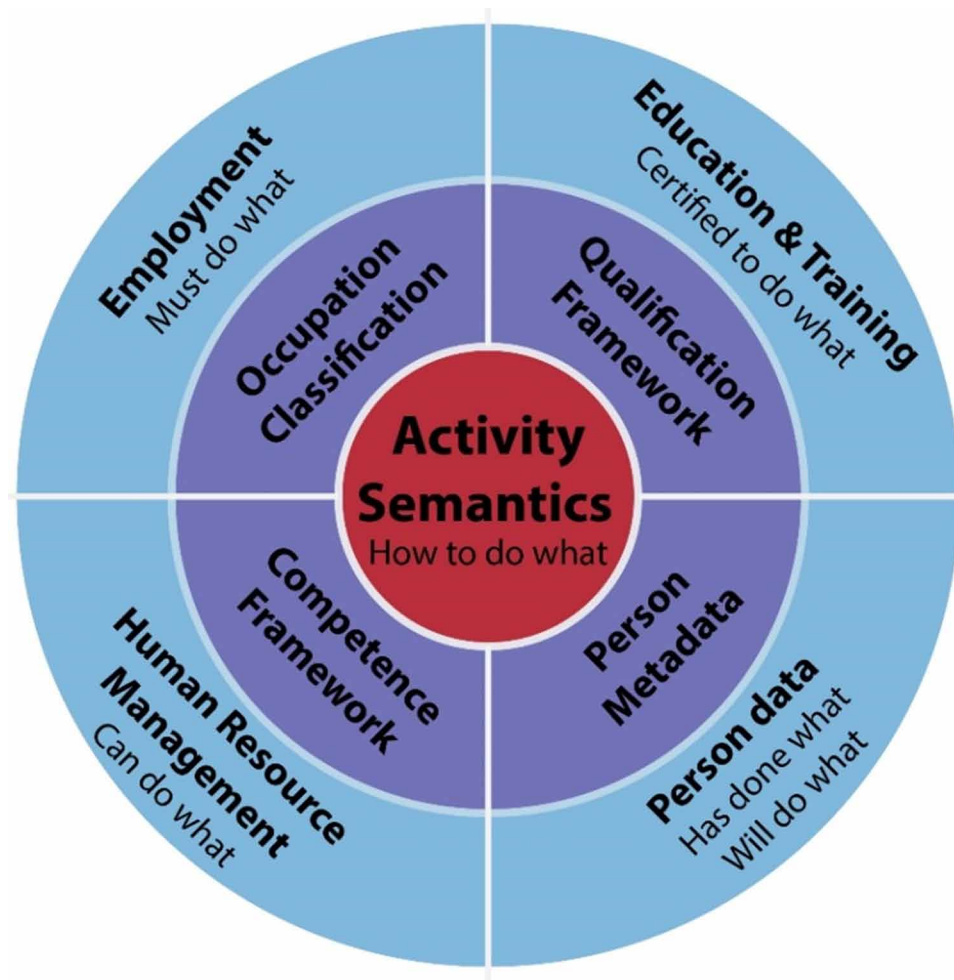 Employment
Must do what
Occupation
Classification
Education & Training
Certified to do what
Qualification
Framework
Activity
Semantics
How to do what
Competence
Framework
Human Resource
Management
Can do what
Person
Metadata
Person data
Has done what
Will do what